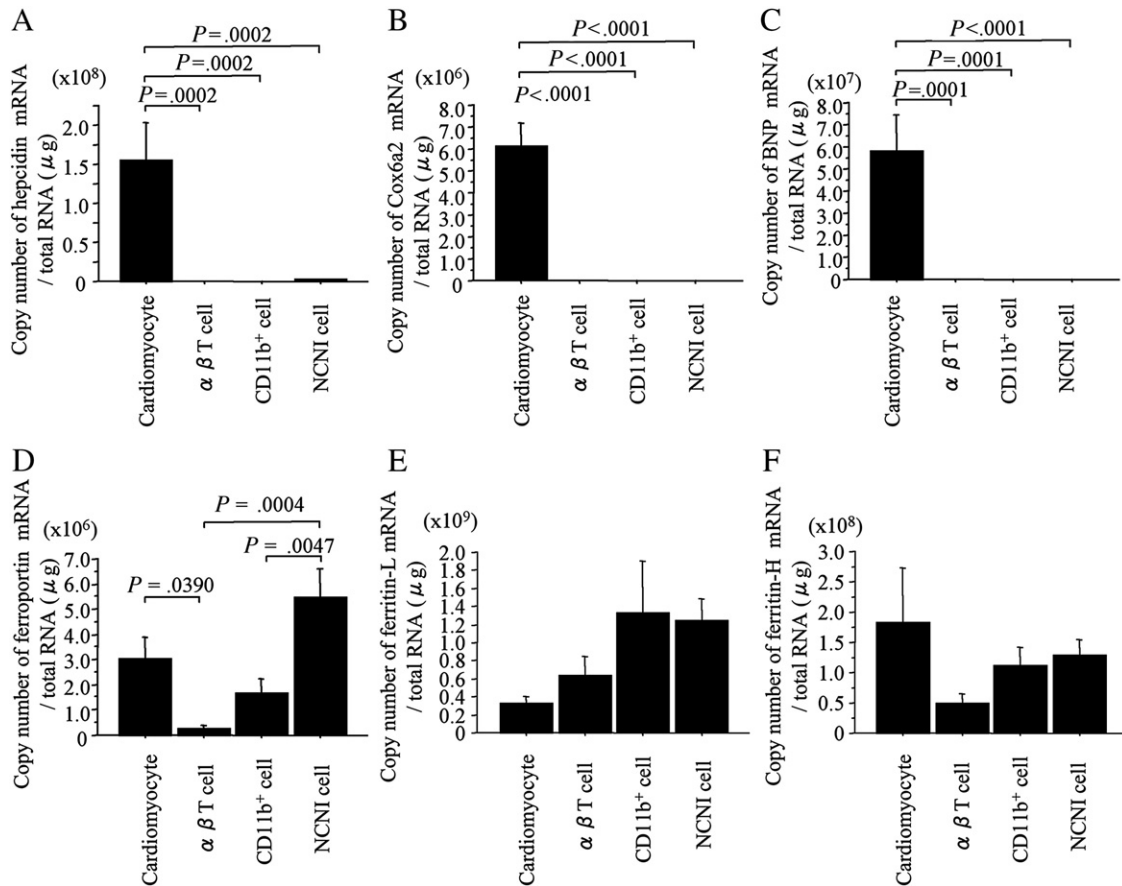 A
P=.0002
P=.0002
P=.0002
(x10⁸)
Copy number of hepcidin mRNA
/ total RNA (μg)
2.0
1.5
1.0
0.5
0
Cardiomyocyte
αβT cell
CD11b⁺ cell
NCNI cell
B
P<.0001
P<.0001
P<.0001
(x10⁶)
Copy number of Cox6a2 mRNA
/ total RNA (μg)
8.0
7.0
6.0
5.0
4.0
3.0
2.0
1.0
0
Cardiomyocyte
αβT cell
CD11b⁺ cell
NCNI cell
C
P<.0001
P=.0001
P=.0001
(x10⁷)
Copy number of BNP mRNA
/ total RNA (μg)
8.0
7.0
6.0
5.0
4.0
3.0
2.0
1.0
0
Cardiomyocyte
αβT cell
CD11b⁺ cell
NCNI cell
D
P = .0004
P = .0047
P = .0390
(x10⁶)
Copy number of ferroportin mRNA
/ total RNA (μg)
7.0
6.0
5.0
4.0
3.0
2.0
1.0
0
Cardiomyocyte
αβT cell
CD11b⁺ cell
NCNI cell
E
(x10⁹)
Copy number of ferritin-L mRNA
/ total RNA (μg)
2.0
1.8
1.6
1.4
1.2
1.0
0.8
0.6
0.4
0.2
0
Cardiomyocyte
αβT cell
CD11b⁺ cell
NCNI cell
F
(x10⁸)
Copy number of ferritin-H mRNA
/ total RNA (μg)
3.0
2.5
2.0
1.5
1.0
0.5
0
Cardiomyocyte
αβT cell
CD11b⁺ cell
NCNI cell